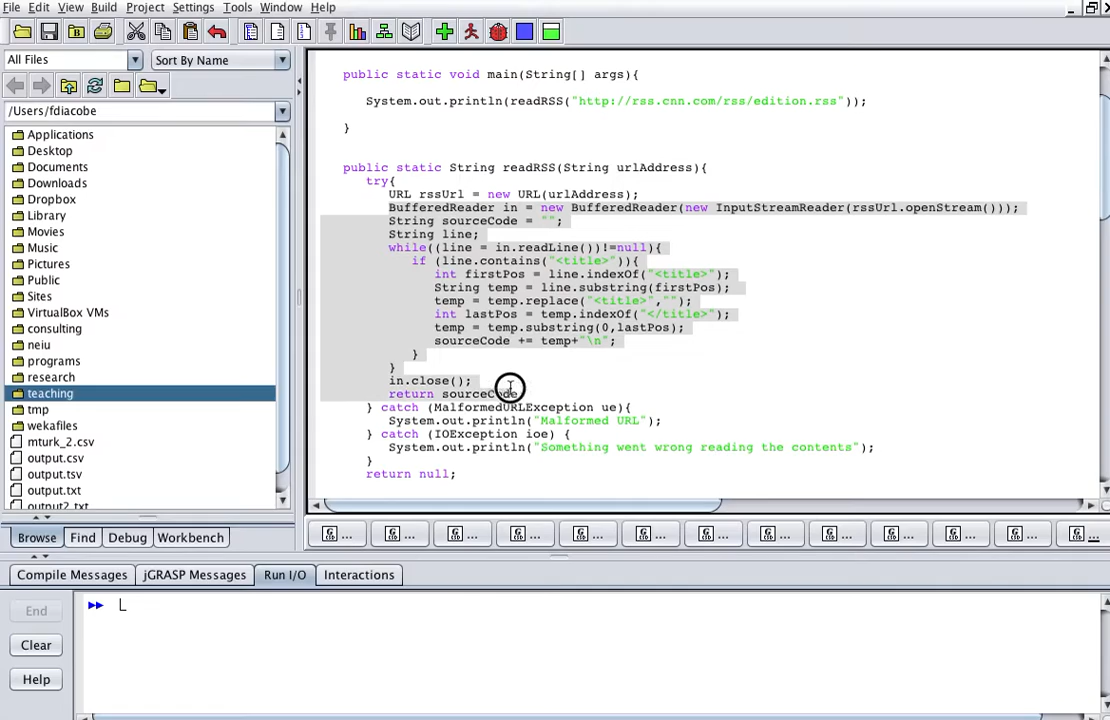 File Edit View Build Project Settings Tools Window Help
All Files
Sort By Name
/Users/fdiacobe
Applications
Desktop
Documents
Downloads
Dropbox
Library
Movies
Music
Pictures
Public
Sites
VirtualBox VMs
consulting
neiu
programs
research
teaching
tmp
wekafiles
mturk_2.csv
output.csv
output.tsv
output.txt
output2.txt
Browse Find Debug Workbench
public static void main(String[] args){
System.out.println(readRSS("http://rss.cnn.com/rss/edition.rss"));
}
public static String readRSS(String urlAddress){
try{
URL rssUrl = new URL(urlAddress);
BufferedReader in = new BufferedReader(new InputStreamReader(rssUrl.openStream()));
String sourceCode = "";
String line;
while((line = in.readLine())!=null){
if (line.contains("<title>")){
int firstPos = line.indexOf("<title>");
String temp = line.substring(firstPos);
temp = temp.replace("<title>","");
int lastPos = temp.indexOf("</title>");
temp = temp.substring(0,lastPos);
sourceCode += temp+"\n";
}
}
in.close();
return sourceCode
} catch (MalformedURLException ue){
System.out.println("Malformed URL");
} catch (IOException ioe) {
System.out.println("Something went wrong reading the contents");
}
return null;
... ... ... ... ... ... ... ... ... ... ... ... ...
Compile Messages jGRASP Messages Run I/O Interactions
End
Clear
Help